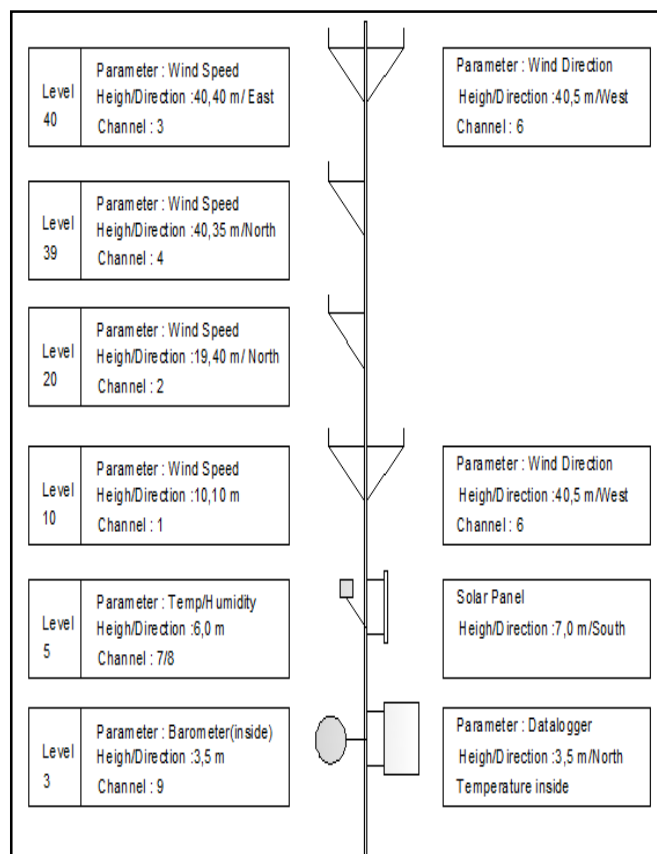 Level
40
Parameter : Wind Speed
Heigh/Direction :40,40 m/ East
Channel : 3
Parameter : Wind Direction
Heigh/Direction :40,5 m/West
Channel : 6
Level
39
Parameter : Wind Speed
Heigh/Direction :40,35 m/North
Channel : 4
Level
20
Parameter : Wind Speed
Heigh/Direction :19,40 m/ North
Channel : 2
Level
10
Parameter : Wind Speed
Heigh/Direction :10,10 m
Channel : 1
Parameter : Wind Direction
Heigh/Direction :40,5 m/West
Channel : 6
Level
5
Parameter : Temp/Humidity
Heigh/Direction :6,0 m
Channel : 7/8
Solar Panel
Heigh/Direction :7,0 m/South
Level
3
Parameter : Barometer(inside)
Heigh/Direction :3,5 m
Channel : 9
Parameter : Datalogger
Heigh/Direction :3,5 m/North
Temperature inside